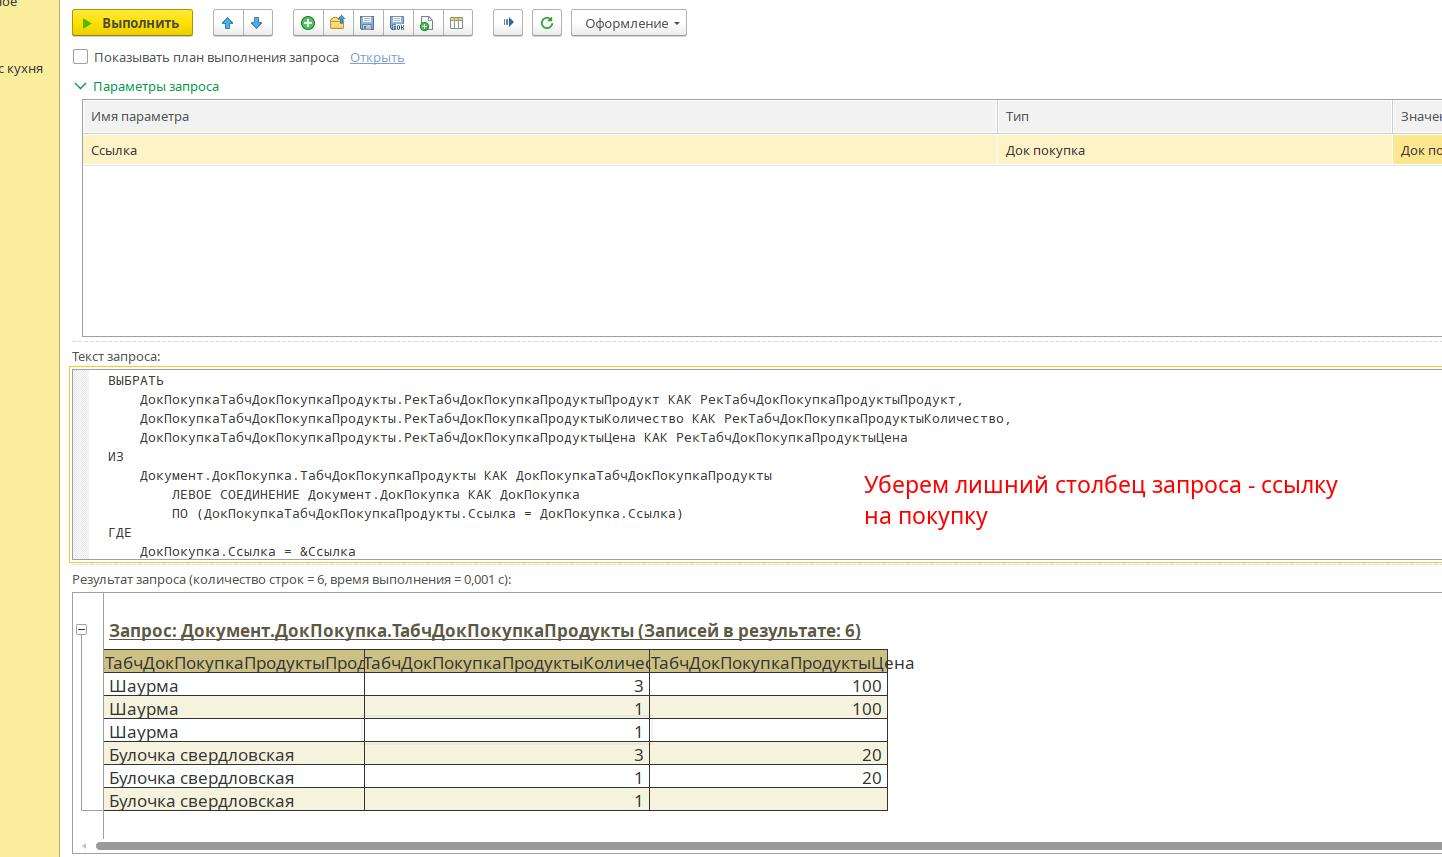 ное
Выполнить
Оформление
Показывать план выполнения запроса Открыть
с кухня
Параметры запроса
Имя параметра Тип Значен
Ссылка Док покупка Док по
Текст запроса:
ВЫБРАТЬ
ДокПокупкаТабчДокПокупкаПродукты.РекТабчДокПокупкаПродуктыПродукт КАК РекТабчДокПокупкаПродуктыПродукт,
ДокПокупкаТабчДокПокупкаПродукты.РекТабчДокПокупкаПродуктыКоличество КАК РекТабчДокПокупкаПродуктыКоличество,
ДокПокупкаТабчДокПокупкаПродукты.РекТабчДокПокупкаПродуктыЦена КАК РекТабчДокПокупкаПродуктыЦена
ИЗ
Документ.ДокПокупка.ТабчДокПокупкаПродукты КАК ДокПокупкаТабчДокПокупкаПродукты
ЛЕВОЕ СОЕДИНЕНИЕ Документ.ДокПокупка КАК ДокПокупка
ПО (ДокПокупкаТабчДокПокупкаПродукты.Ссылка = ДокПокупка.Ссылка)
ГДЕ
ДокПокупка.Ссылка = &Ссылка
Уберем лишний столбец запроса - ссылку
на покупку
Результат запроса (количество строк = 6, время выполнения = 0,001 с):
Запрос: Документ.ДокПокупка.ТабчДокПокупкаПродукты (Записей в результате: 6)
ТабчДокПокупкаПродуктыПрод ТабчДокПокупкаПродуктыКоличес ТабчДокПокупкаПродуктыЦена
Шаурма 3 100
Шаурма 1 100
Шаурма 1
Булочка свердловская 3 20
Булочка свердловская 1 20
Булочка свердловская 1